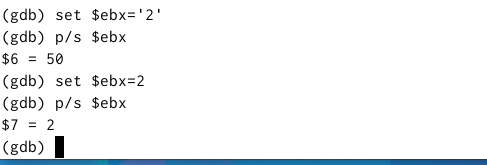 (gdb) set $ebx='2'
(gdb) p/s $ebx
$6 = 50
(gdb) set $ebx=2
(gdb) p/s $ebx
$7 = 2
(gdb)